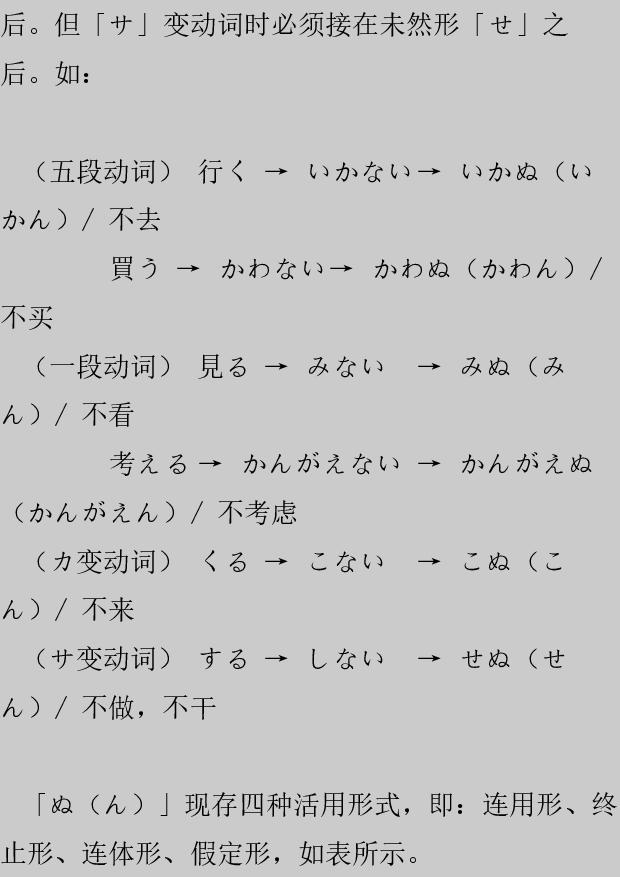 后。但「サ」变动词时必须接在未然形「せ」之
后。如：
（五段动词） 行く → いかない→ いかぬ（い
かん）/ 不去
買う → かわない→ かわぬ（かわん）/
不买
（一段动词） 見る → みない → みぬ（み
ん）/ 不看
考える→ かんがえない → かんがえぬ
（かんがえん）/ 不考虑
（カ变动词） くる → こない → こぬ（こ
ん）/ 不来
（サ变动词） する → しない → せぬ（せ
ん）/ 不做，不干
「ぬ（ん）」现存四种活用形式，即：连用形、终
止形、连体形、假定形，如表所示。